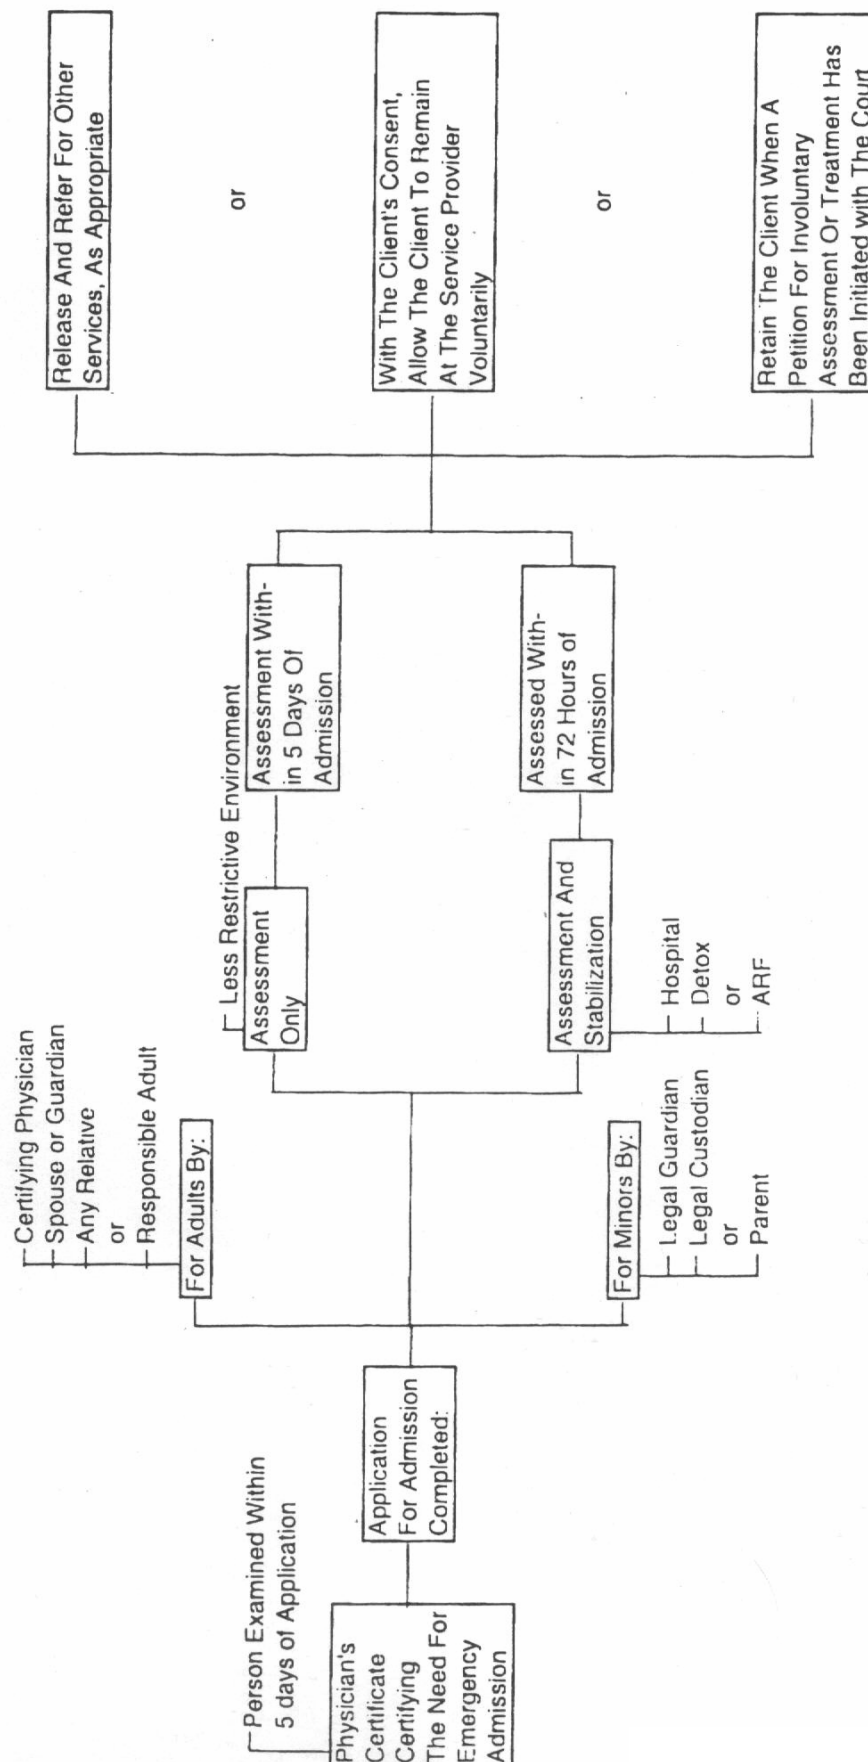 Person Examined Within
5 days of Application
Physician's
Certificate
Certifying
The Need For
Emergency
Admission
Application
For Admission
Completed:
Certifying Physician
Spouse or Guardian
Any Relative
or
Responsible Adult
For Adults By:
For Minors By:
Legal Guardian
Legal Custodian
or
Parent
Less Restrictive Environment
Assessment
Only
Assessment And
Stabilization
Hospital
Detox
or
ARF
Assessment With-
in 5 Days Of
Admission
Assessed With-
in 72 Hours of
Admission
Release And Refer For Other
Services, As Appropriate
or
With The Client's Consent,
Allow The Client To Remain
At The Service Provider
Voluntarily
or
Retain The Client When A
Petition For Involuntary
Assessment Or Treatment Has
Been Initiated with The Court